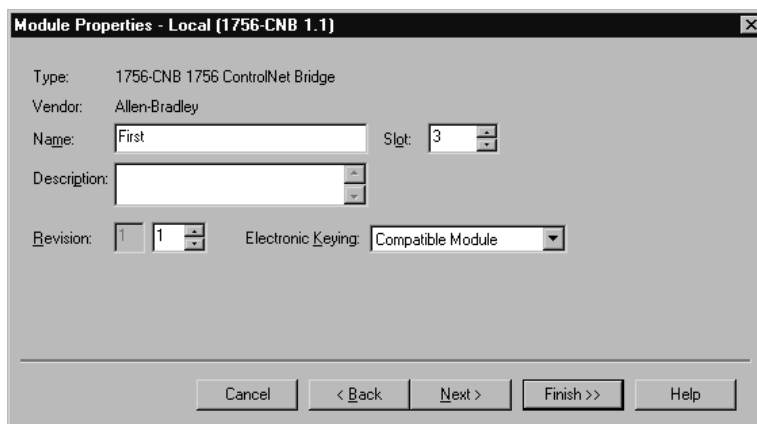 Module Properties - Local (1756-CNB 1.1)
Type: 1756-CNB 1756 ControlNet Bridge
Vendor: Allen-Bradley
Name: First Slot: 3
Description:
Revision: 1 1 Electronic Keying: Compatible Module
Cancel < Back Next > Finish >> Help